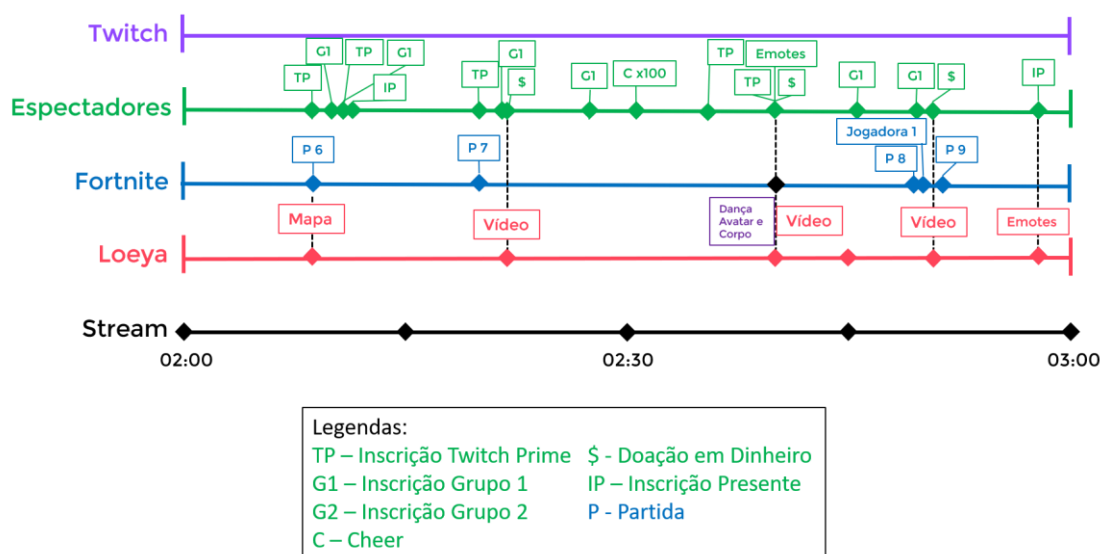 Twitch
G1
TP
G1
TP
IP
TP
G1
$
G1
C x100
TP
Emotes
TP
$
G1
G1
$
IP
Espectadores
P 6
P 7
Jogadora 1
P 8
P 9
Fortnite
Mapa
Vídeo
Dança
Avatar e
Corpo
Vídeo
Vídeo
Emotes
Loeya
Stream
02:00
02:30
03:00
Legendas:
TP – Inscrição Twitch Prime
$ - Doação em Dinheiro
G1 – Inscrição Grupo 1
IP – Inscrição Presente
G2 – Inscrição Grupo 2
P - Partida
C – Cheer